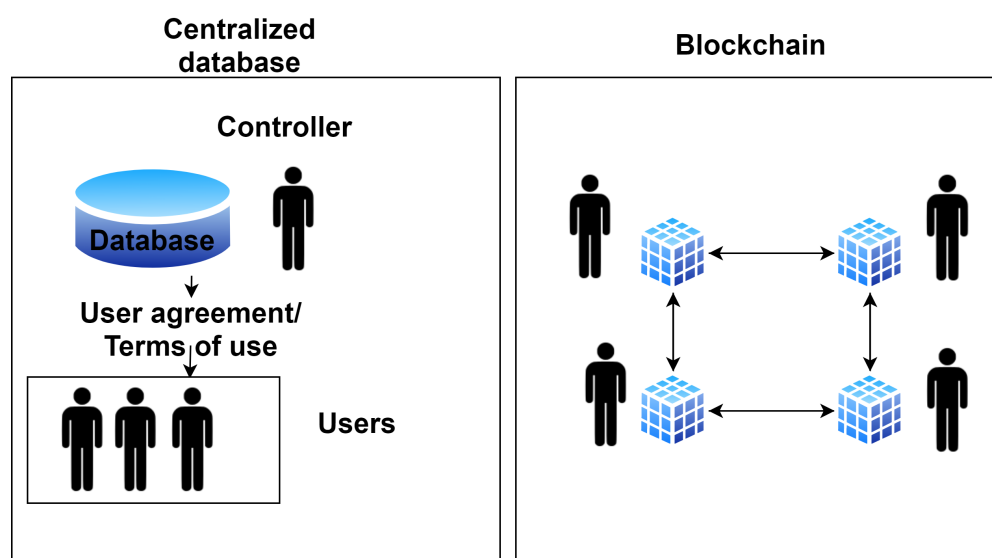 Centralized
database
Blockchain
Controller
Database
User agreement/
Terms of use
Users